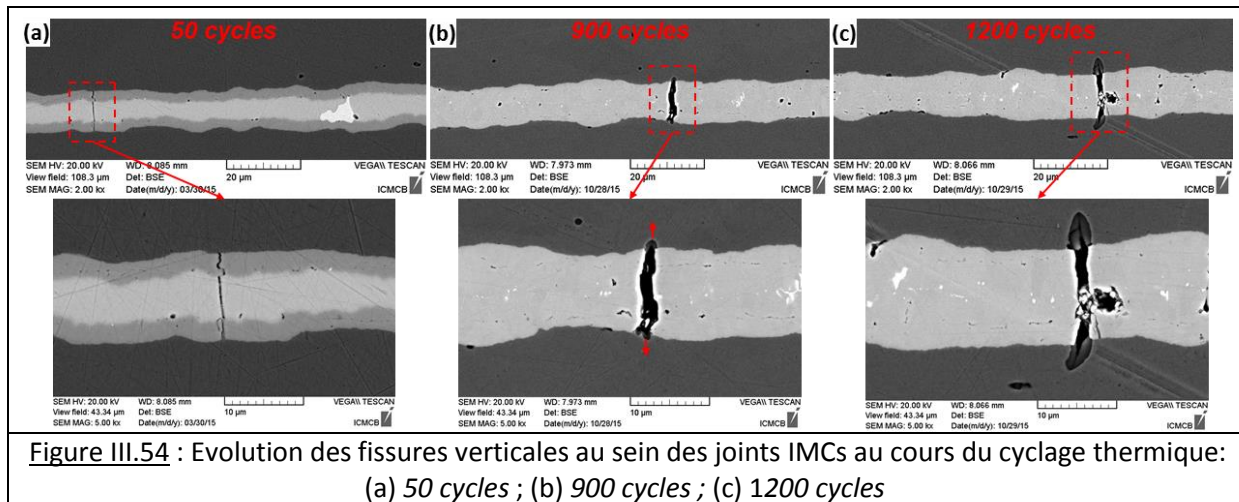 (a) 50 cycles
(b) 900 cycles
(c) 1200 cycles
SEM HV: 20.00 kV WD: 8.085 mm VEGA\\ TESCAN
View field: 108.3 µm Det: BSE 20 µm
SEM MAG: 2.00 kx Date(m/d/y): 03/30/15 ICMCB
SEM HV: 20.00 kV WD: 7.973 mm VEGA\\ TESCAN
View field: 108.3 µm Det: BSE 20 µm
SEM MAG: 2.00 kx Date(m/d/y): 10/28/15 ICMCB
SEM HV: 20.00 kV WD: 8.066 mm VEGA\\ TESCAN
View field: 108.3 µm Det: BSE 20 µm
SEM MAG: 2.00 kx Date(m/d/y): 10/29/15 ICMCB
SEM HV: 20.00 kV WD: 8.085 mm VEGA\\ TESCAN
View field: 43.34 µm Det: BSE 10 µm
SEM MAG: 5.00 kx Date(m/d/y): 03/30/15 ICMCB
SEM HV: 20.00 kV WD: 7.973 mm VEGA\\ TESCAN
View field: 43.34 µm Det: BSE 10 µm
SEM MAG: 5.00 kx Date(m/d/y): 10/28/15 ICMCB
SEM HV: 20.00 kV WD: 8.066 mm VEGA\\ TESCAN
View field: 43.34 µm Det: BSE 10 µm
SEM MAG: 5.00 kx Date(m/d/y): 10/29/15 ICMCB
Figure III.54 : Evolution des fissures verticales au sein des joints IMCs au cours du cyclage thermique:
(a) 50 cycles ; (b) 900 cycles ; (c) 1200 cycles